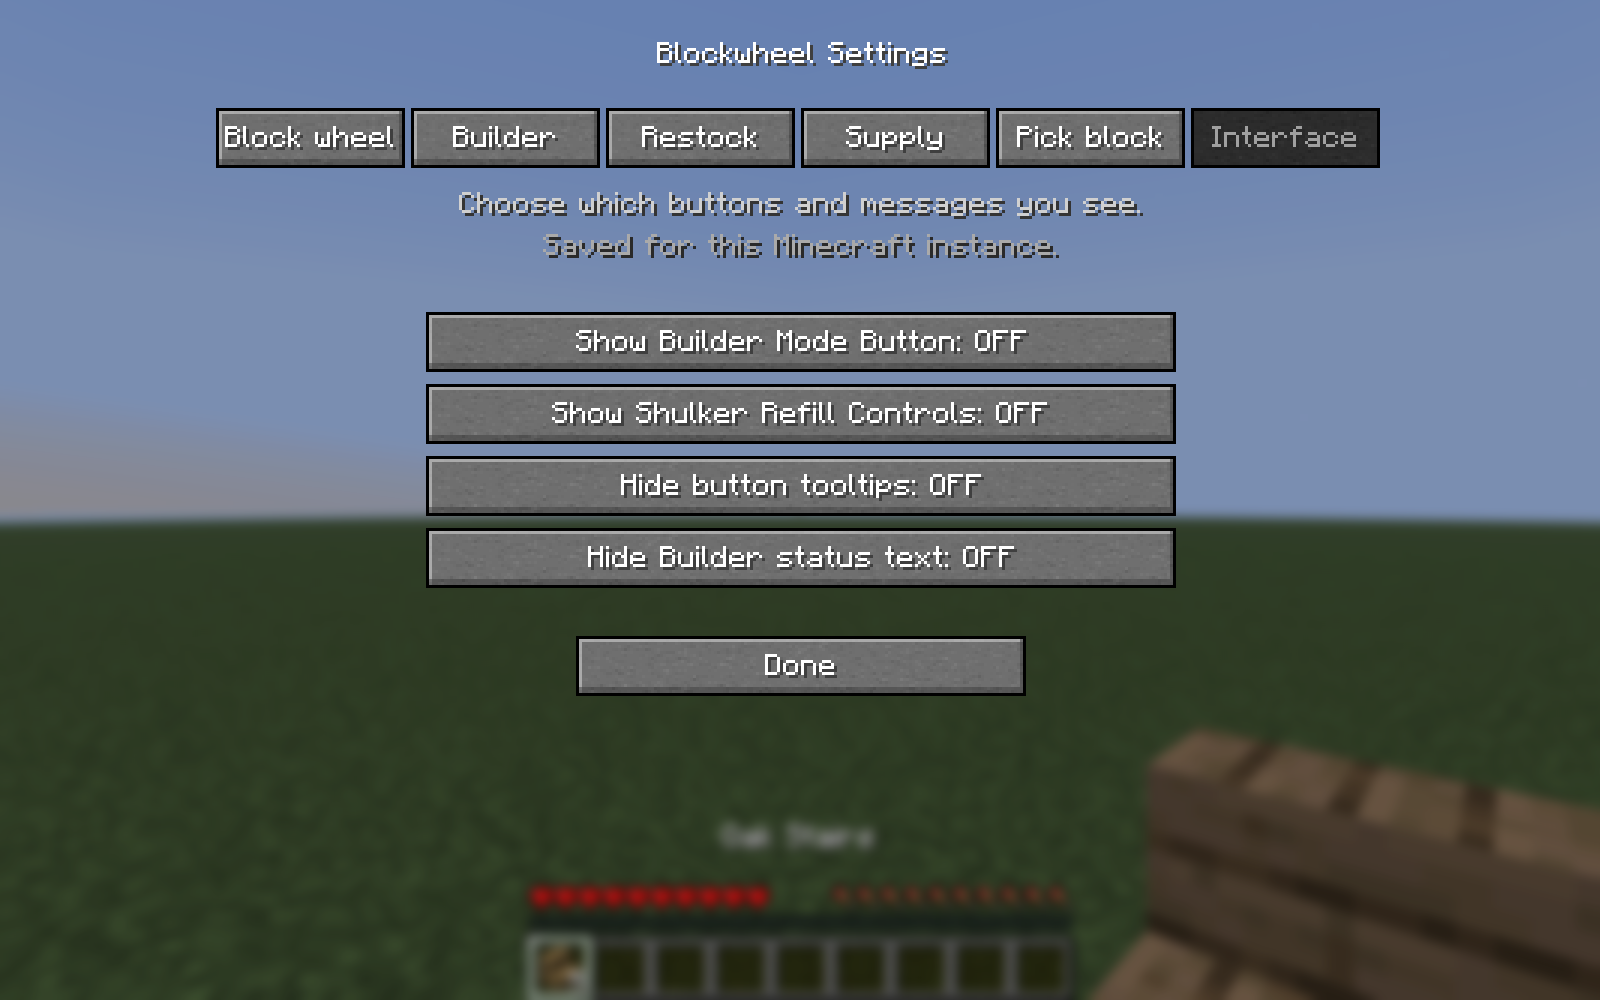 Blockwheel Settings
Block wheel Builder Restock Supply Pick block Interface
Choose which buttons and messages you see.
Saved for this Minecraft instance.
Show Builder Mode Button: OFF
Show Shulker Refill Controls: OFF
Hide button tooltips: OFF
Hide Builder status text: OFF
Done
Oak Stairs